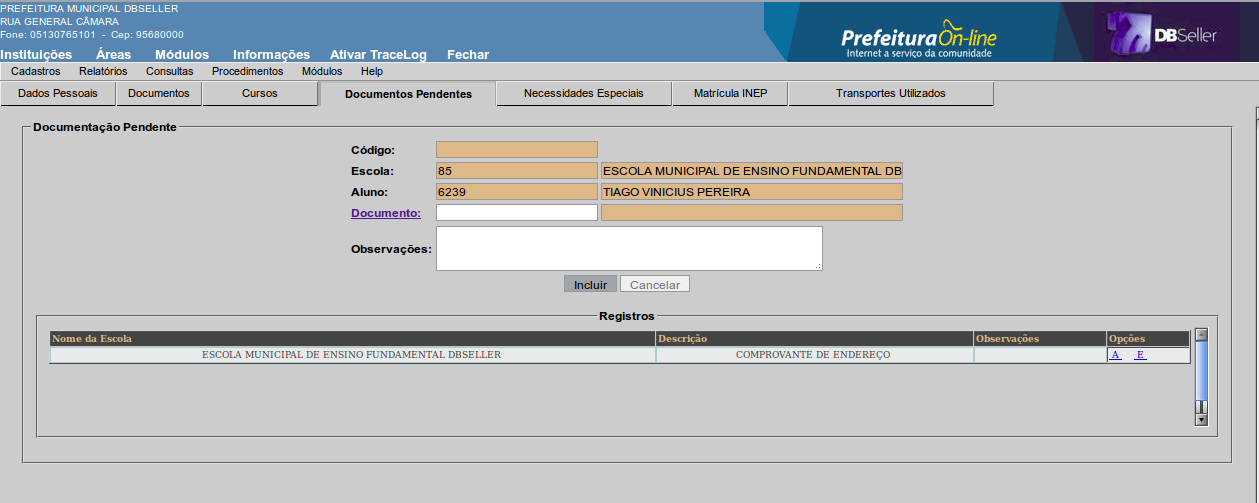 PREFEITURA MUNICIPAL DBSELLER
RUA GENERAL CÂMARA
Fone: 05130765101 - Cep: 95680000
Prefeitura On-line
Internet a serviço da comunidade
DBSeller
Instituições Áreas Módulos Informações Ativar TraceLog Fechar
Cadastros Relatórios Consultas Procedimentos Módulos Help
Dados Pessoais Documentos Cursos Documentos Pendentes Necessidades Especiais Matrícula INEP Transportes Utilizados
Documentação Pendente
Código:
Escola: 85 ESCOLA MUNICIPAL DE ENSINO FUNDAMENTAL DB
Aluno: 6239 TIAGO VINICIUS PEREIRA
Documento:
Observações:
Incluir Cancelar
Registros
Nome da Escola Descrição Observações Opções
ESCOLA MUNICIPAL DE ENSINO FUNDAMENTAL DBSELLER COMPROVANTE DE ENDEREÇO A E